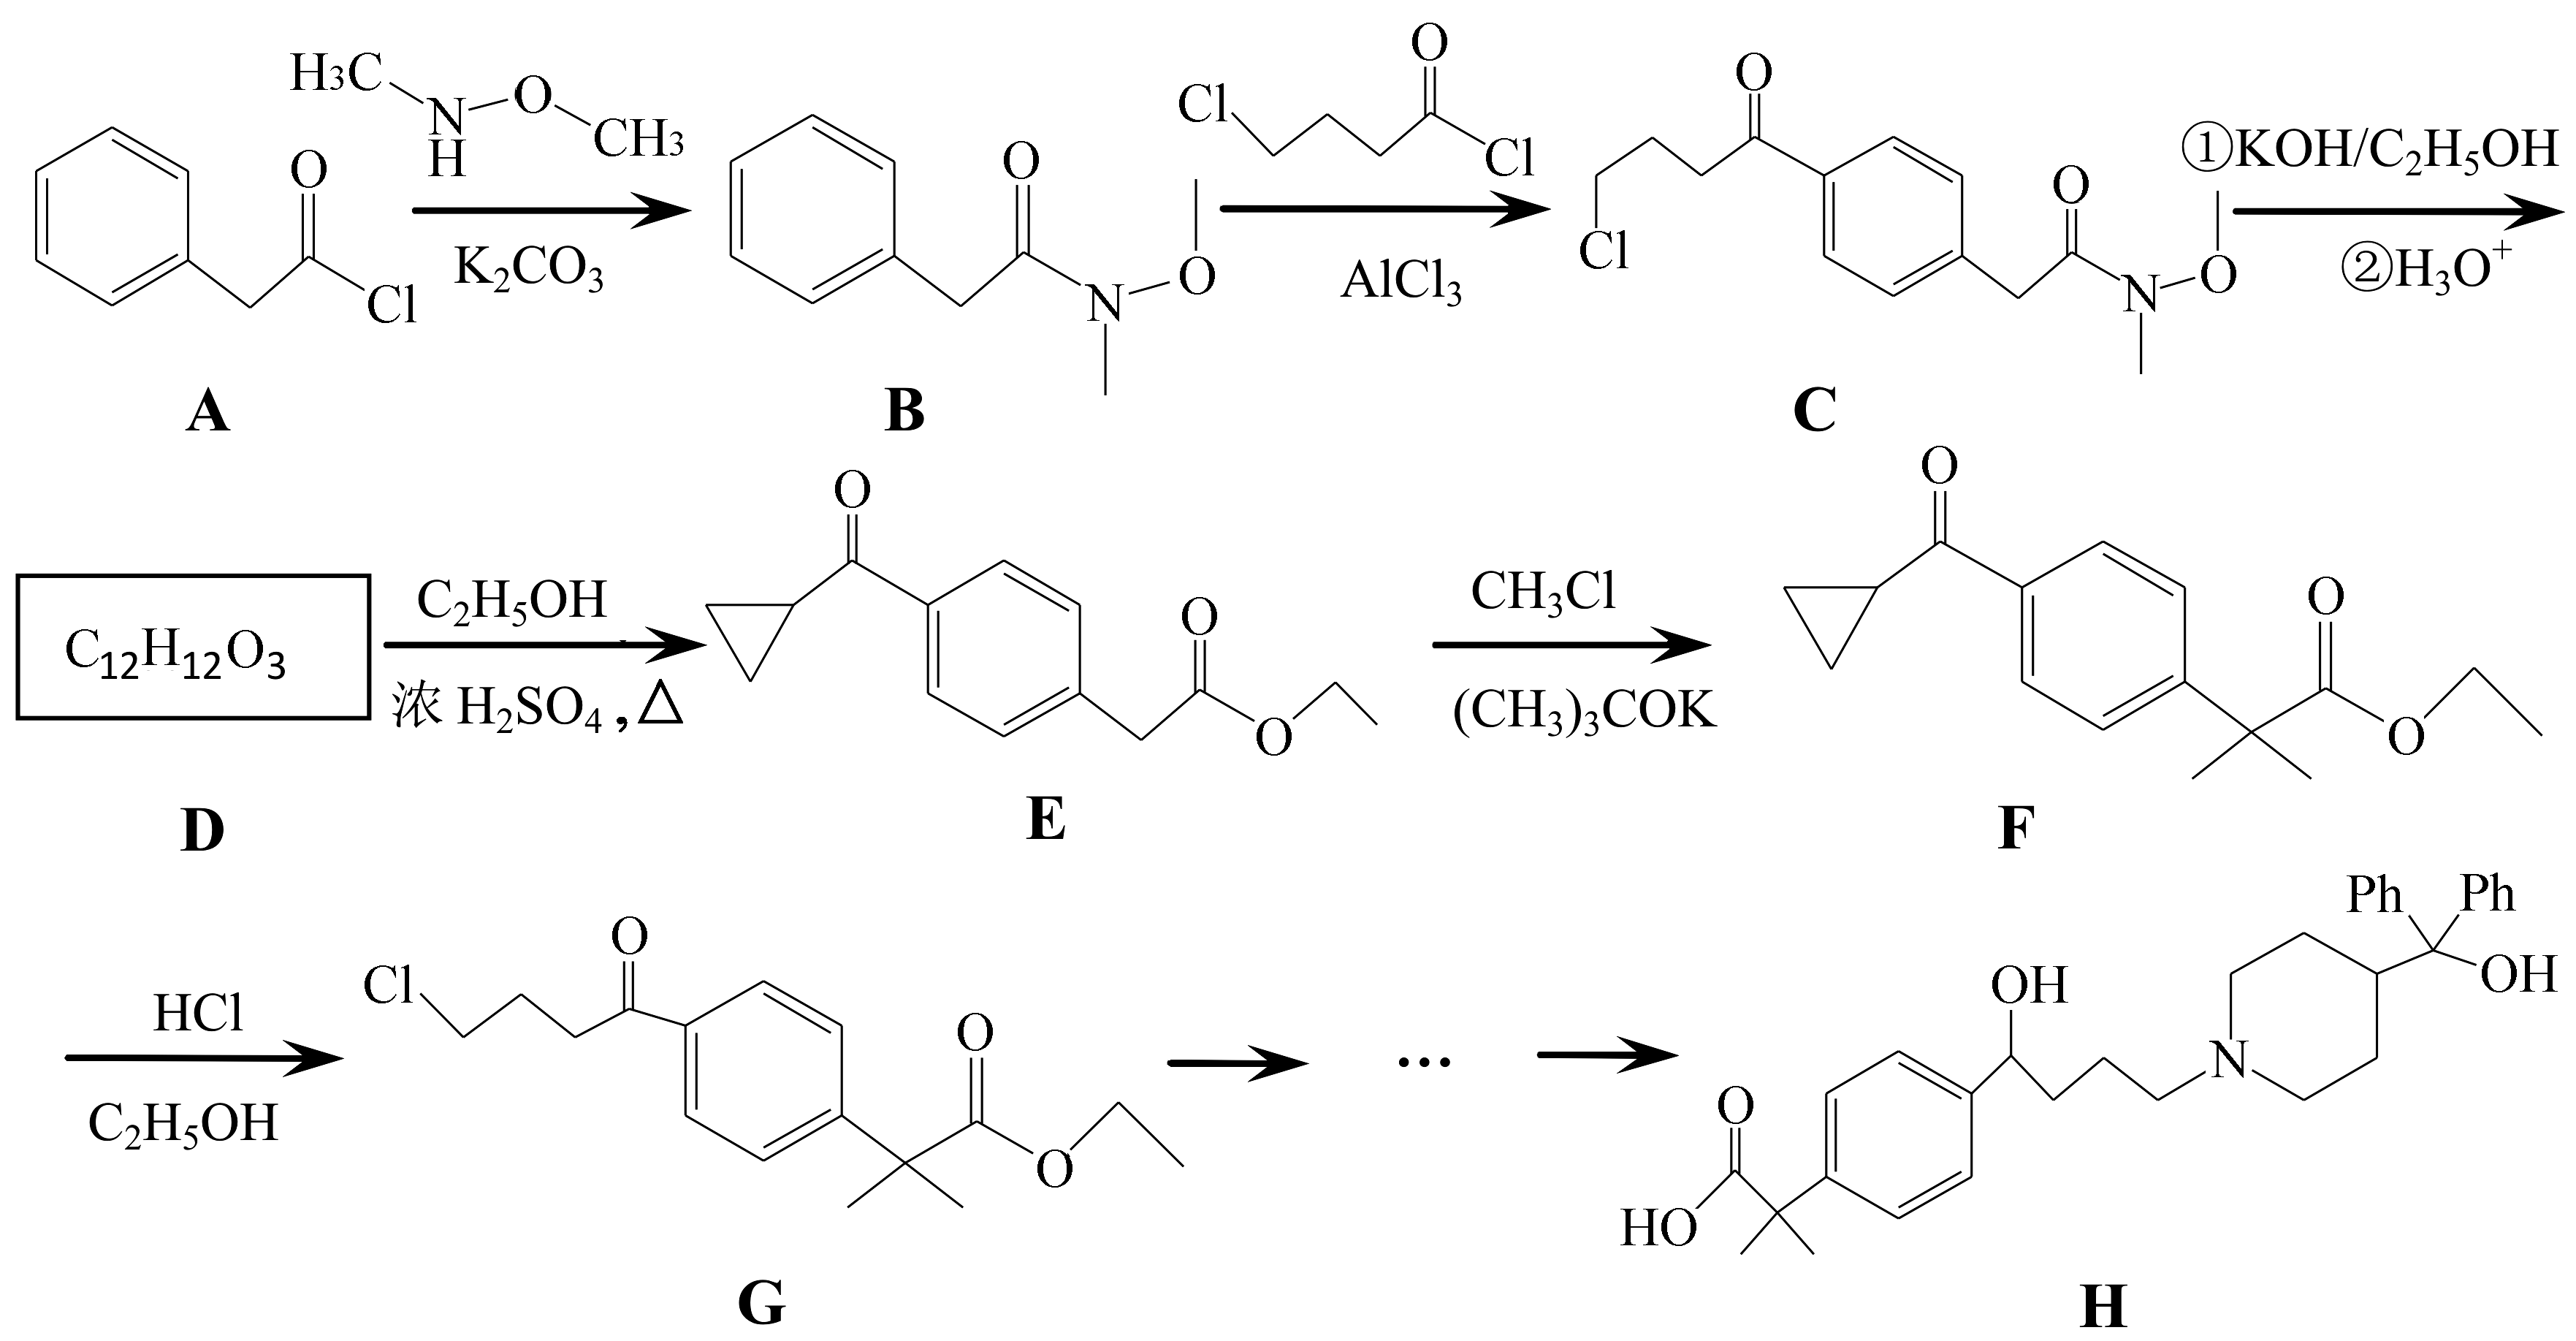 H3C
N
H
O
CH3
O
Cl
K₂CO₃
A
O
N
O
B
Cl
O
Cl
AlCl₃
O
Cl
O
N
O
C
①KOH/C₂H₅OH
②H₃O⁺
C₁₂H₁₂O₃
D
C₂H₅OH
浓 H₂SO₄ ,△
O
O
O
E
CH₃Cl
(CH₃)₃COK
O
O
O
F
HCl
C₂H₅OH
Cl
O
O
O
G
...
O
HO
OH
N
Ph
Ph
OH
H